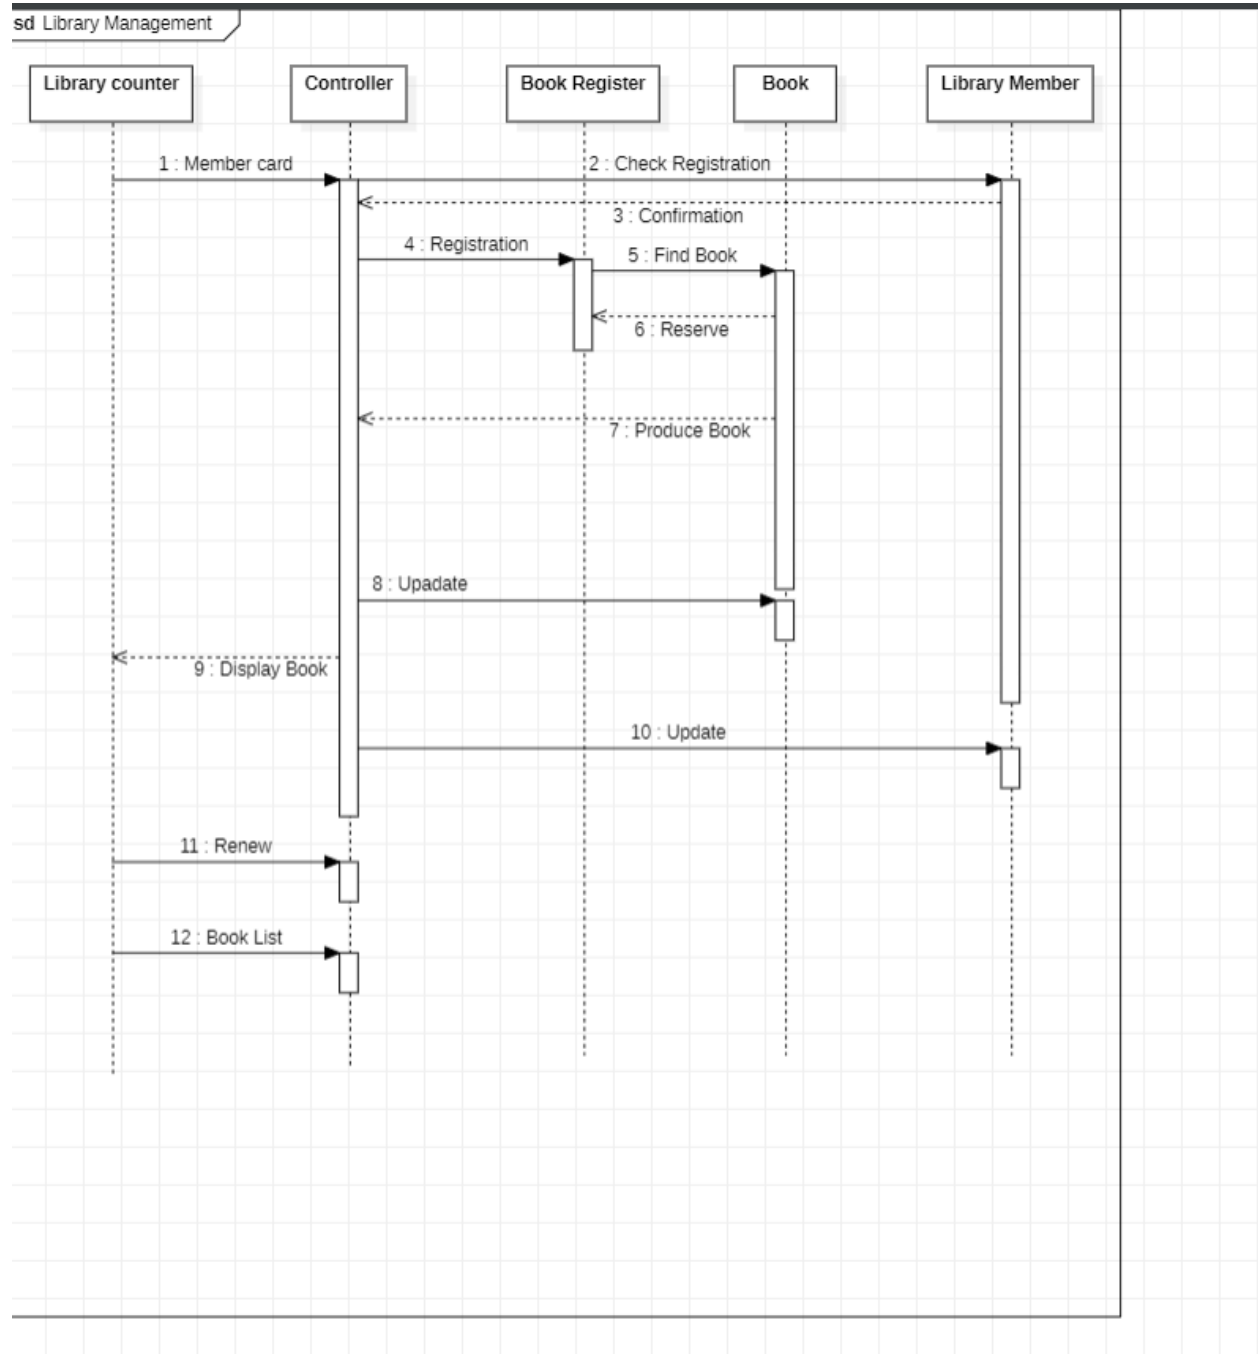 sd Library Management
Library counter
Controller
Book Register
Book
Library Member
1 : Member card
2 : Check Registration
3 : Confirmation
4 : Registration
5 : Find Book
6 : Reserve
7 : Produce Book
8 : Upadate
9 : Display Book
10 : Update
11 : Renew
12 : Book List